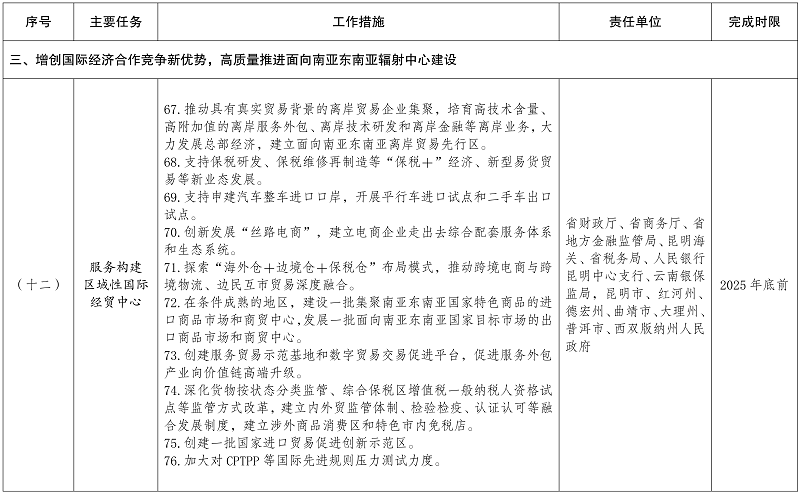 序号 主要任务 工作措施 责任单位 完成时限
三、增创国际经济合作竞争新优势，高质量推进面向南亚东南亚辐射中心建设
（十二）
服务构建
区域性国际
经贸中心
67. 推动具有真实贸易背景的离岸贸易企业集聚，培育高技术含量、
高附加值的离岸服务外包、离岸技术研发和离岸金融等离岸业务，大
力发展总部经济，建立面向南亚东南亚离岸贸易先行区。
68. 支持保税研发、保税维修再制造等“保税＋”经济、新型易货贸
易等新业态发展。
69. 支持申建汽车整车进口口岸，开展平行车进口试点和二手车出口
试点。
70. 创新发展“丝路电商”，建立电商企业走出去综合配套服务体系
和生态系统。
71. 探索“海外仓＋边境仓＋保税仓”布局模式，推动跨境电商与跨
境物流、边民互市贸易深度融合。
72. 在条件成熟的地区，建设一批集聚南亚东南亚国家特色商品的进
口商品市场和商贸中心，发展一批面向南亚东南亚国家目标市场的出
口商品市场和商贸中心。
73. 创建服务贸易示范基地和数字贸易交易促进平台，促进服务外包
产业向价值链高端升级。
74. 深化货物按状态分类监管、综合保税区增值税一般纳税人资格试
点等监管方式改革，建立内外贸监管体制、检验检疫、认证认可等融
合发展制度，建立涉外商品消费区和特色市内免税店。
75. 创建一批国家进口贸易促进创新示范区。
76. 加大对 CPTPP 等国际先进规则压力测试力度。
省财政厅、省商务厅、省
地方金融监管局、昆明海
关、省税务局、人民银行
昆明中心支行、云南银保
监局，昆明市、红河州、
德宏州、曲靖市、大理州、
普洱市、西双版纳州人民
政府
2025 年底前